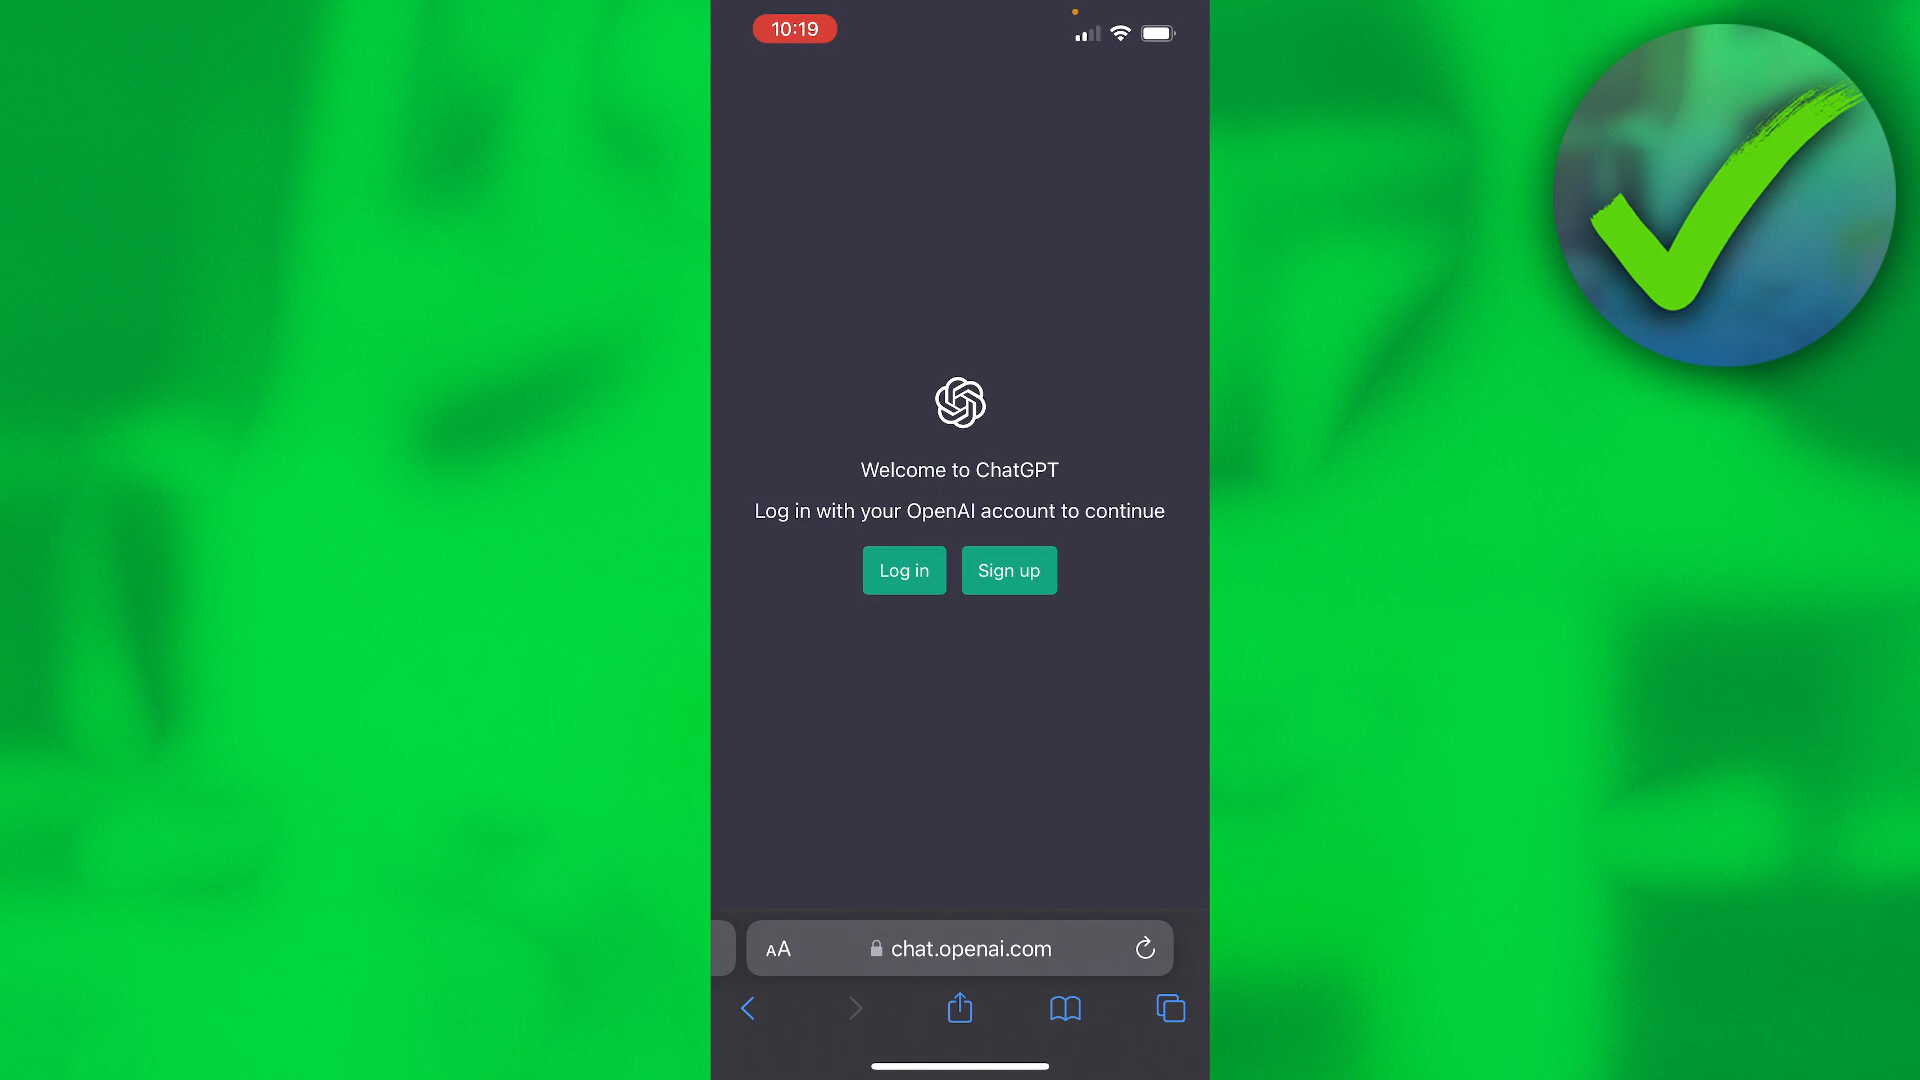 10:19
Welcome to ChatGPT
Log in with your OpenAI account to continue
Log in
Sign up
AA
chat.openai.com